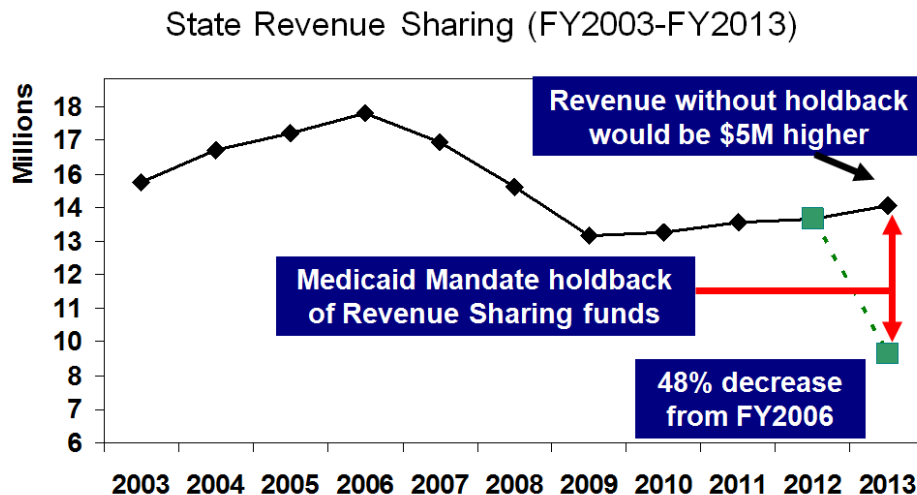 State Revenue Sharing (FY2003-FY2013)
Millions
18
17
16
14
13
12
11
10
8
7
6
Revenue without holdback
would be $5M higher
Medicaid Mandate holdback
of Revenue Sharing funds
48% decrease
from FY2006
2003 2004 2005 2006 2007 2008 2009 2010 2011 2012 2013